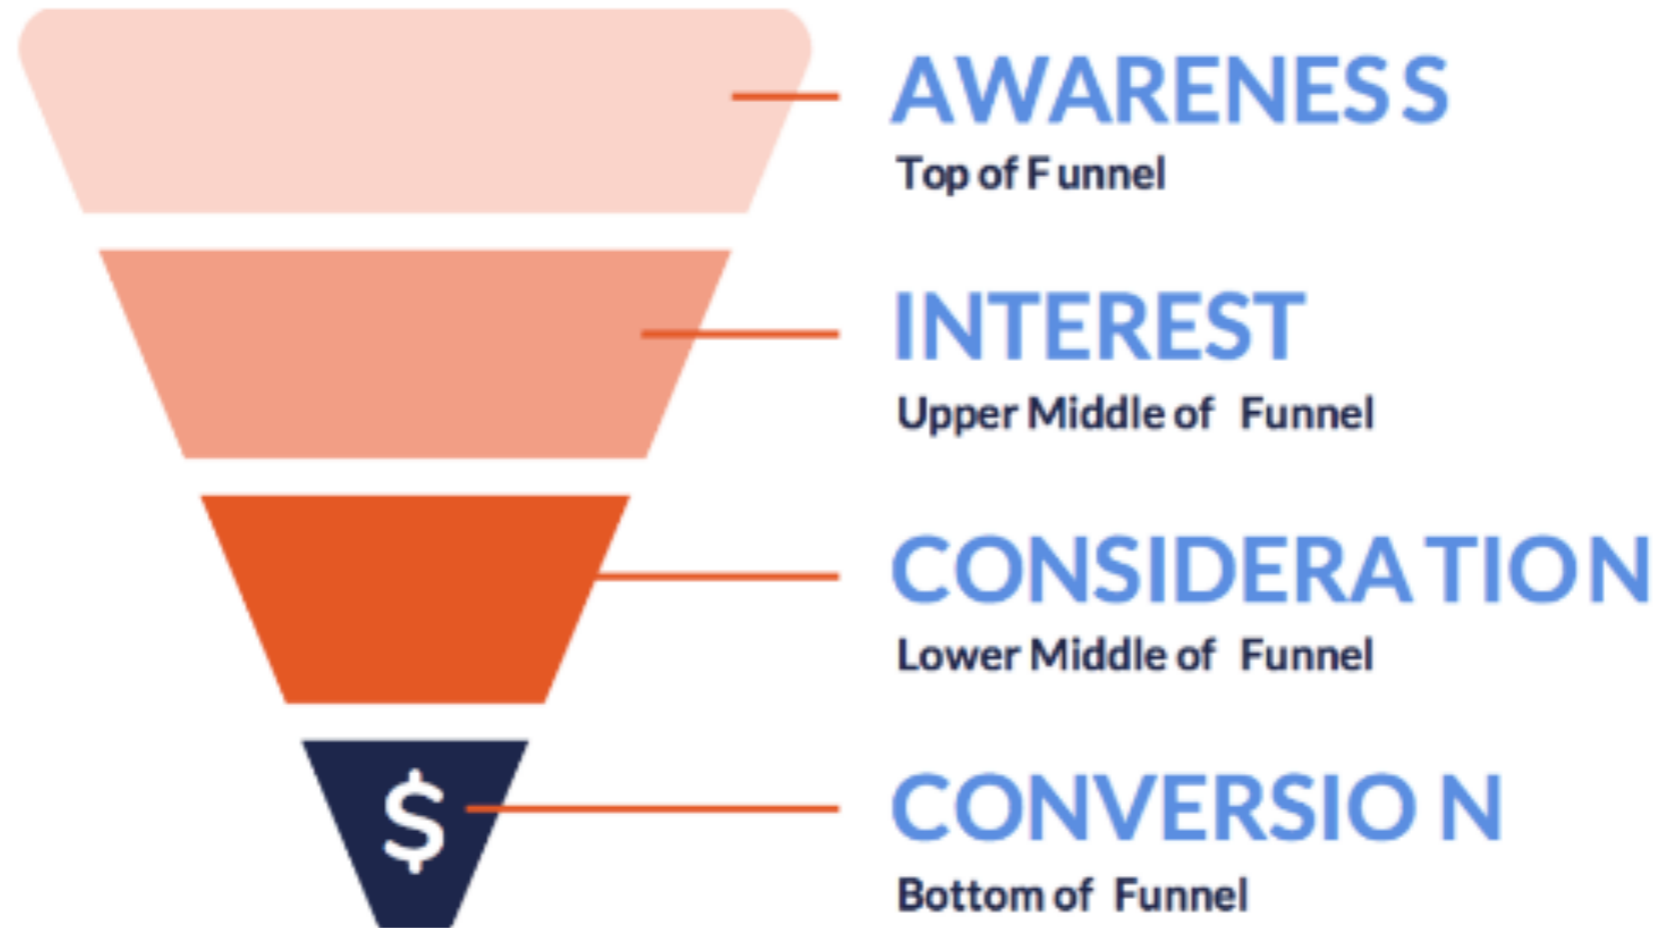 AWARENESS
Top of Funnel
INTEREST
Upper Middle of Funnel
CONSIDERATION
Lower Middle of Funnel
$
CONVERSION
Bottom of Funnel